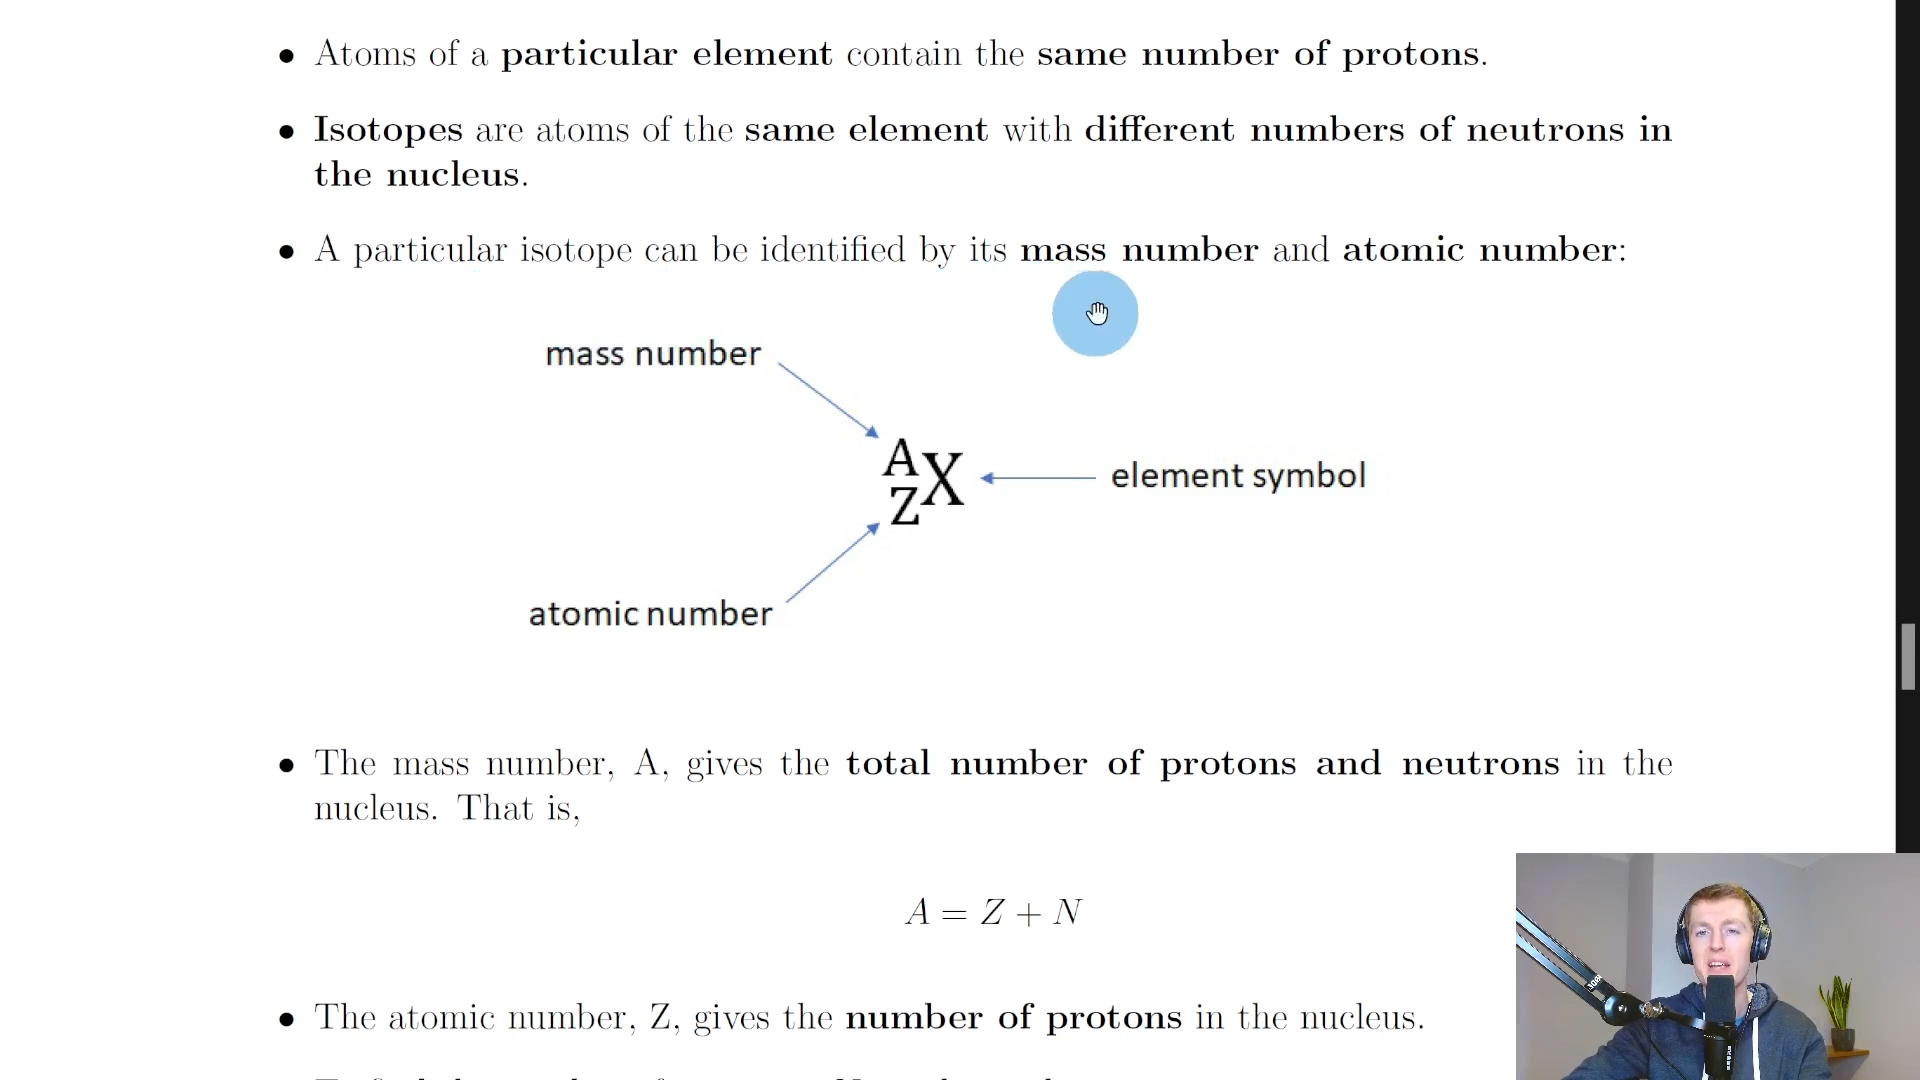 • Atoms of a particular element contain the same number of protons.
• Isotopes are atoms of the same element with different numbers of neutrons in
the nucleus.
• A particular isotope can be identified by its mass number and atomic number:
mass number
A
X
Z
element symbol
atomic number
• The mass number, A, gives the total number of protons and neutrons in the
nucleus. That is,
A = Z + N
• The atomic number, Z, gives the number of protons in the nucleus.